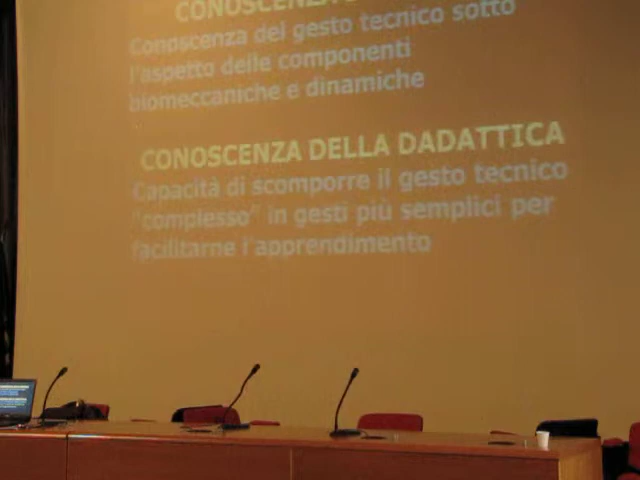 CONOSCENZA
Conoscenza del gesto tecnico sotto
l'aspetto delle componenti
biomeccaniche e dinamiche
CONOSCENZA DELLA DADATTICA
Capacità di scomporre il gesto tecnico
"complesso" in gesti più semplici per
facilitarne l'apprendimento